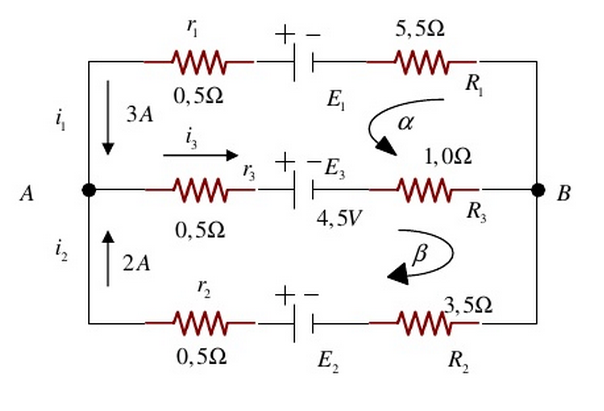 r₁ + − 5,5Ω
0,5Ω E₁ R₁
i₁ 3A α
i₃ r₃ + − E₃ 1,0Ω
A B
0,5Ω 4,5V R₃
i₂ 2A β
r₂ + − 3,5Ω
0,5Ω E₂ R₂